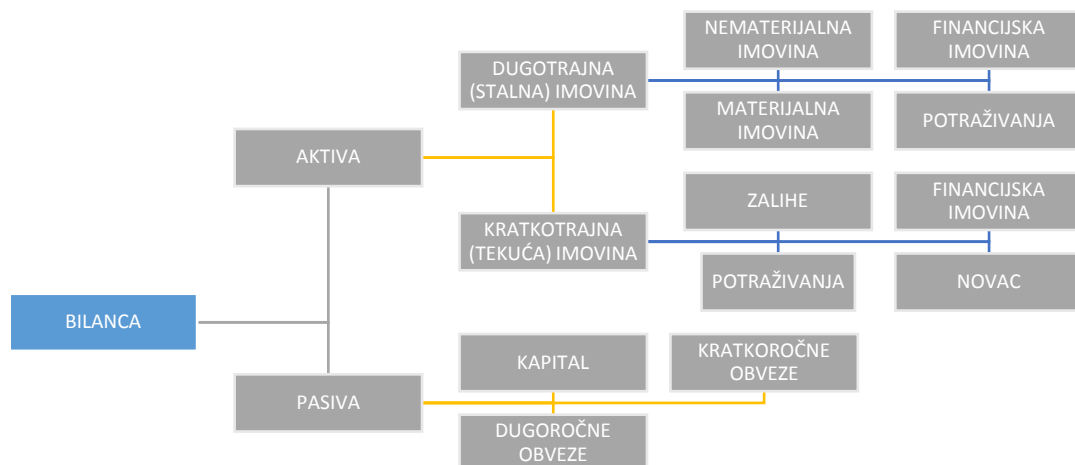 NEMATERIJALNA
IMOVINA
FINANCIJSKA
IMOVINA
DUGOTRAJNA
(STALNA) IMOVINA
MATERIJALNA
IMOVINA
POTRAŽIVANJA
AKTIVA
ZALIHE
FINANCIJSKA
IMOVINA
KRATKOTRAJNA
(TEKUĆA) IMOVINA
POTRAŽIVANJA
NOVAC
BILANCA
KAPITAL
KRATKOROČNE
OBVEZE
PASIVA
DUGOROČNE
OBVEZE